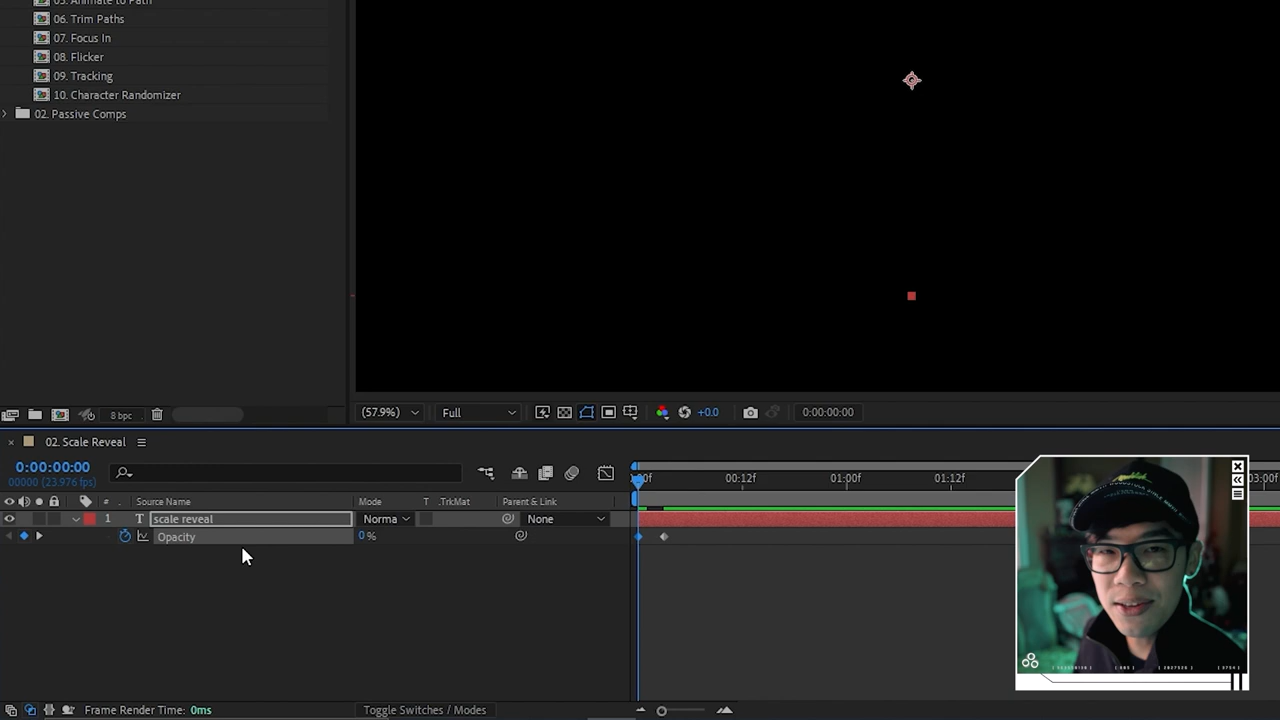 05. Animate to Path
06. Trim Paths
07. Focus In
08. Flicker
09. Tracking
10. Character Randomizer
02. Passive Comps
8 bpc
(57.9%)
Full
+0.0
0:00:00:00
02. Scale Reveal
0:00:00:00
00000 (23.976 fps)
:00f
00:12f
01:00f
01:12f
03:00f
#
Source Name
Mode
T
.TrkMat
Parent & Link
1
T
scale reveal
Norma
None
Opacity
0 %
Frame Render Time: 0ms
Toggle Switches / Modes